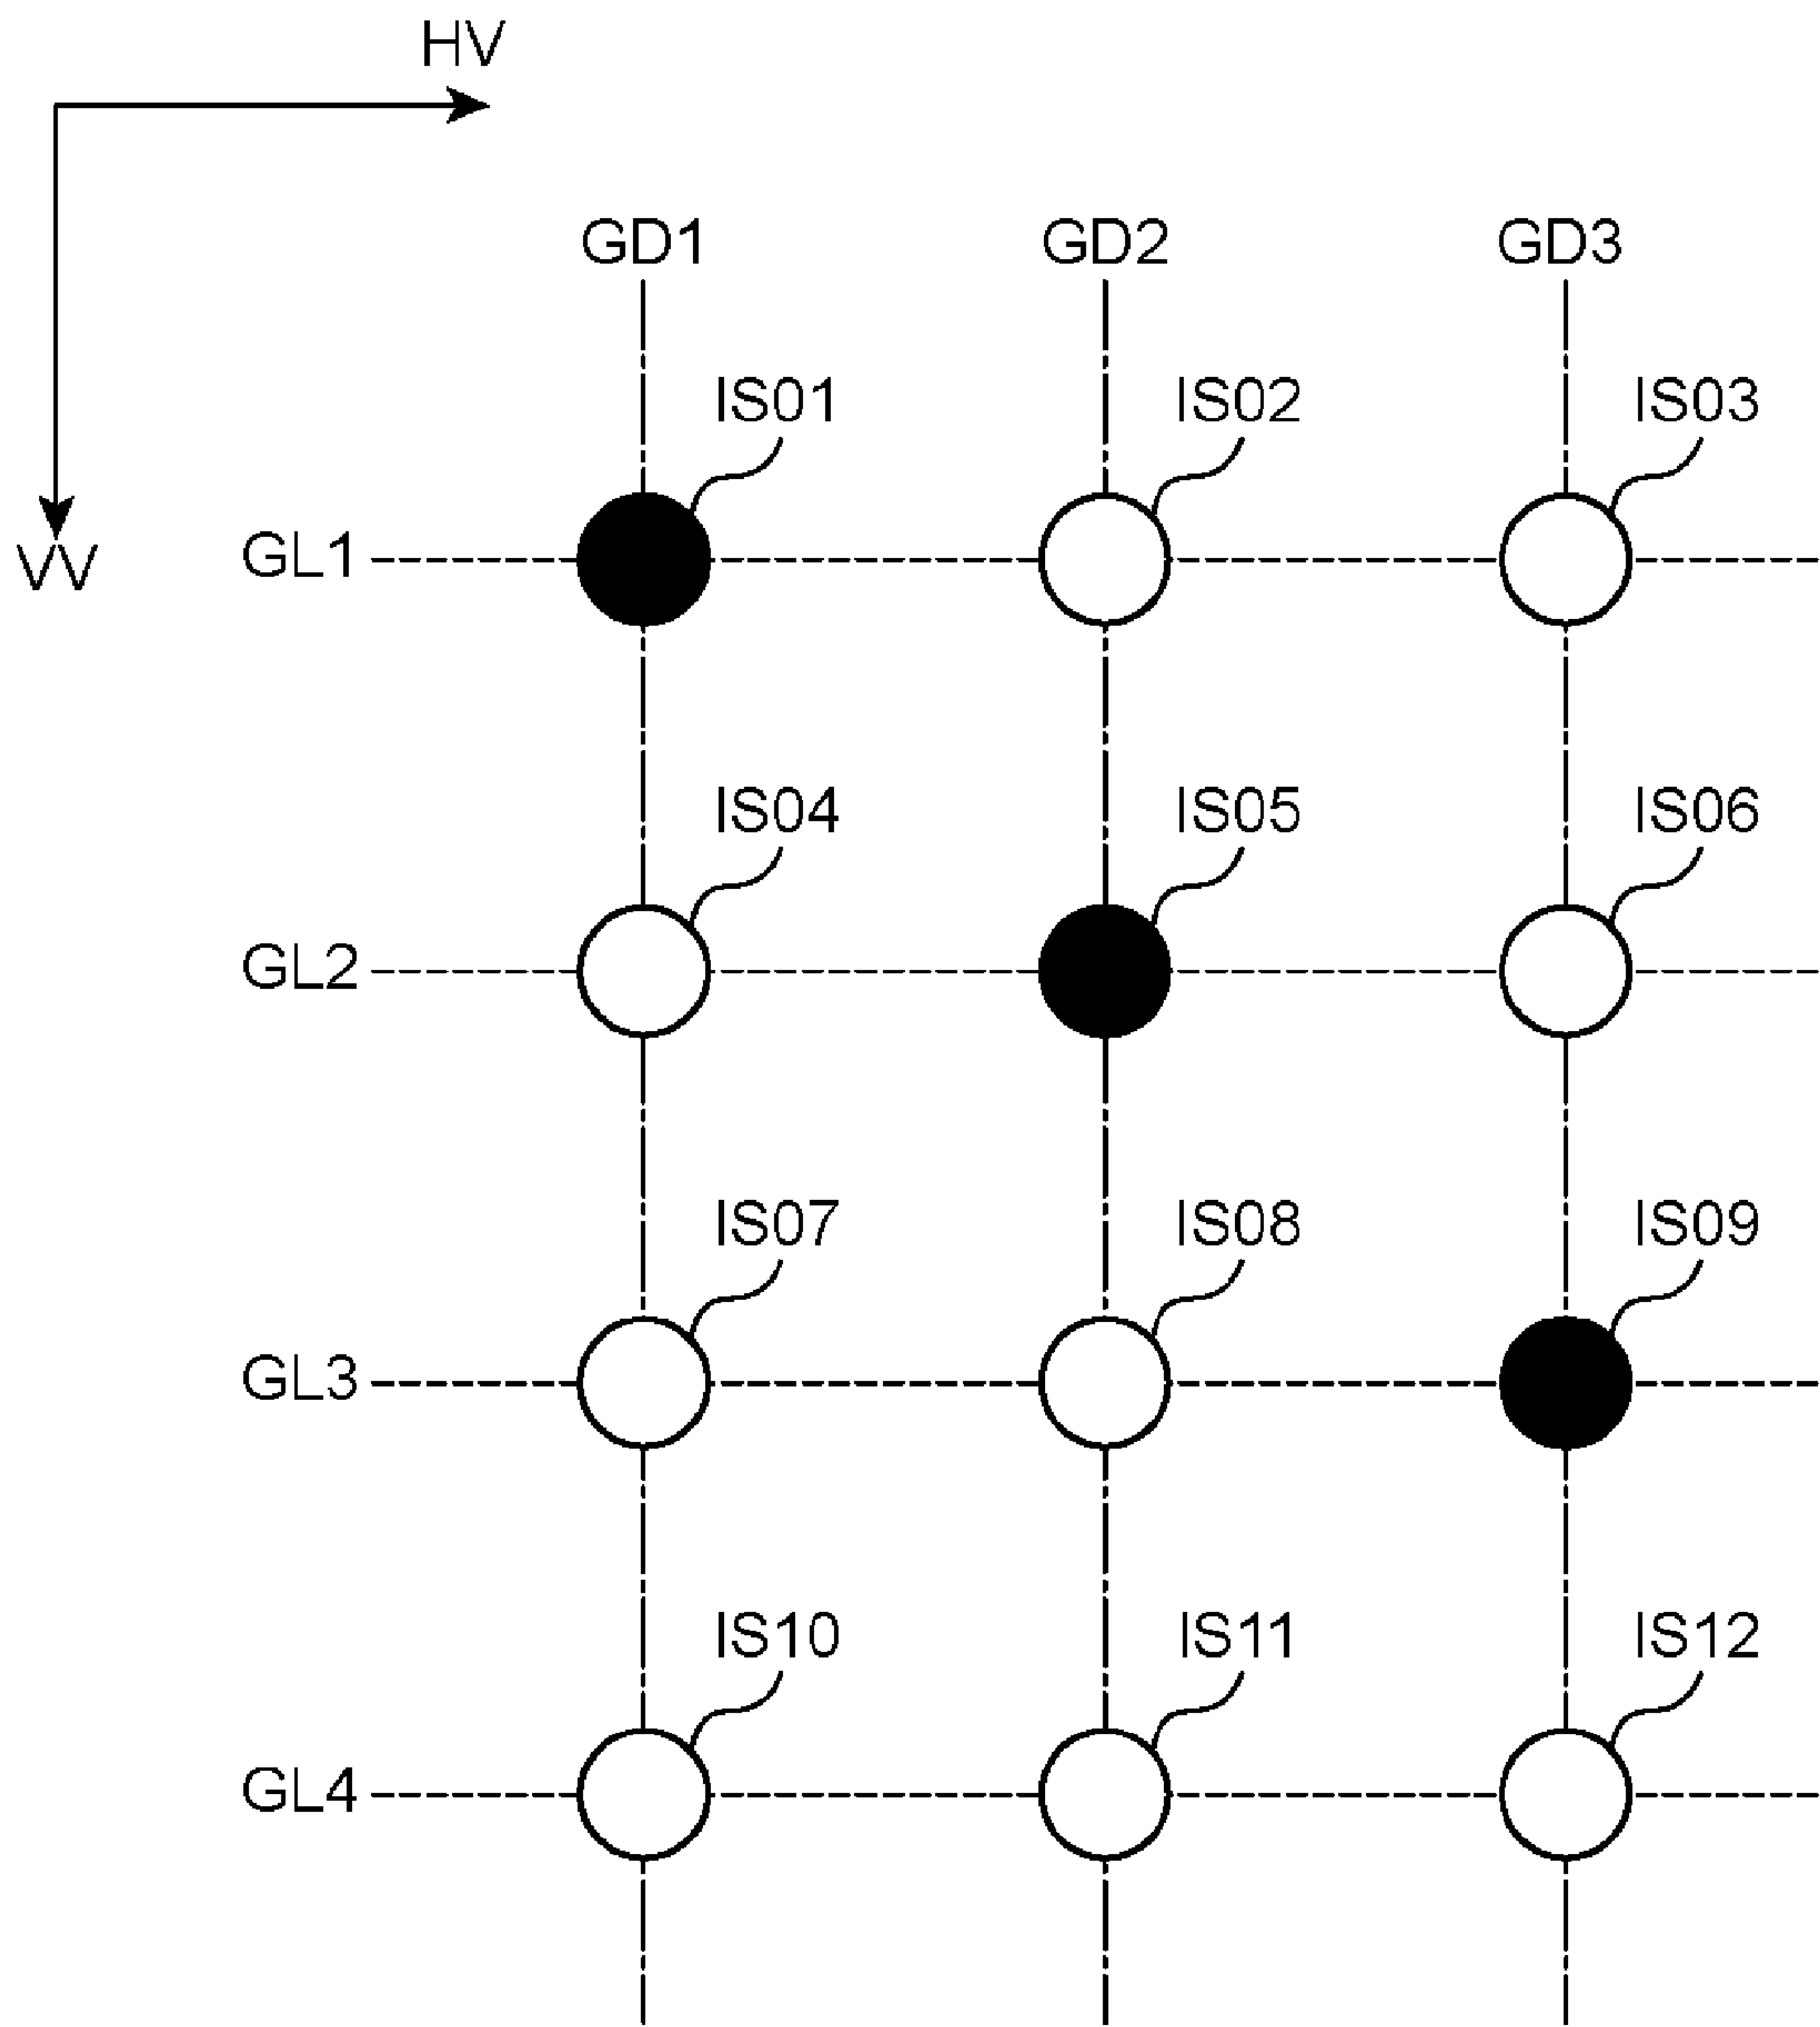 HV
VV
GD1 GD2 GD3
IS01 IS02 IS03
GL1
IS04 IS05 IS06
GL2
IS07 IS08 IS09
GL3
IS10 IS11 IS12
GL4